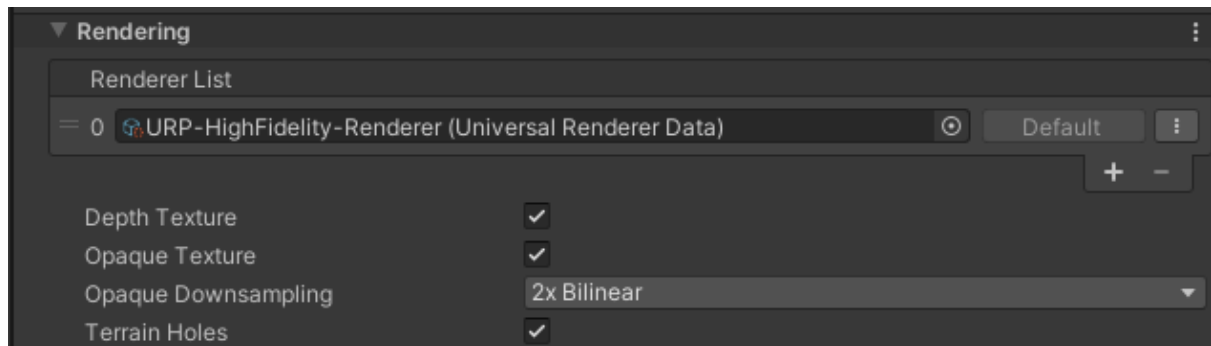 Rendering
Renderer List
0 URP-HighFidelity-Renderer (Universal Renderer Data) Default
Depth Texture
Opaque Texture
Opaque Downsampling 2x Bilinear
Terrain Holes